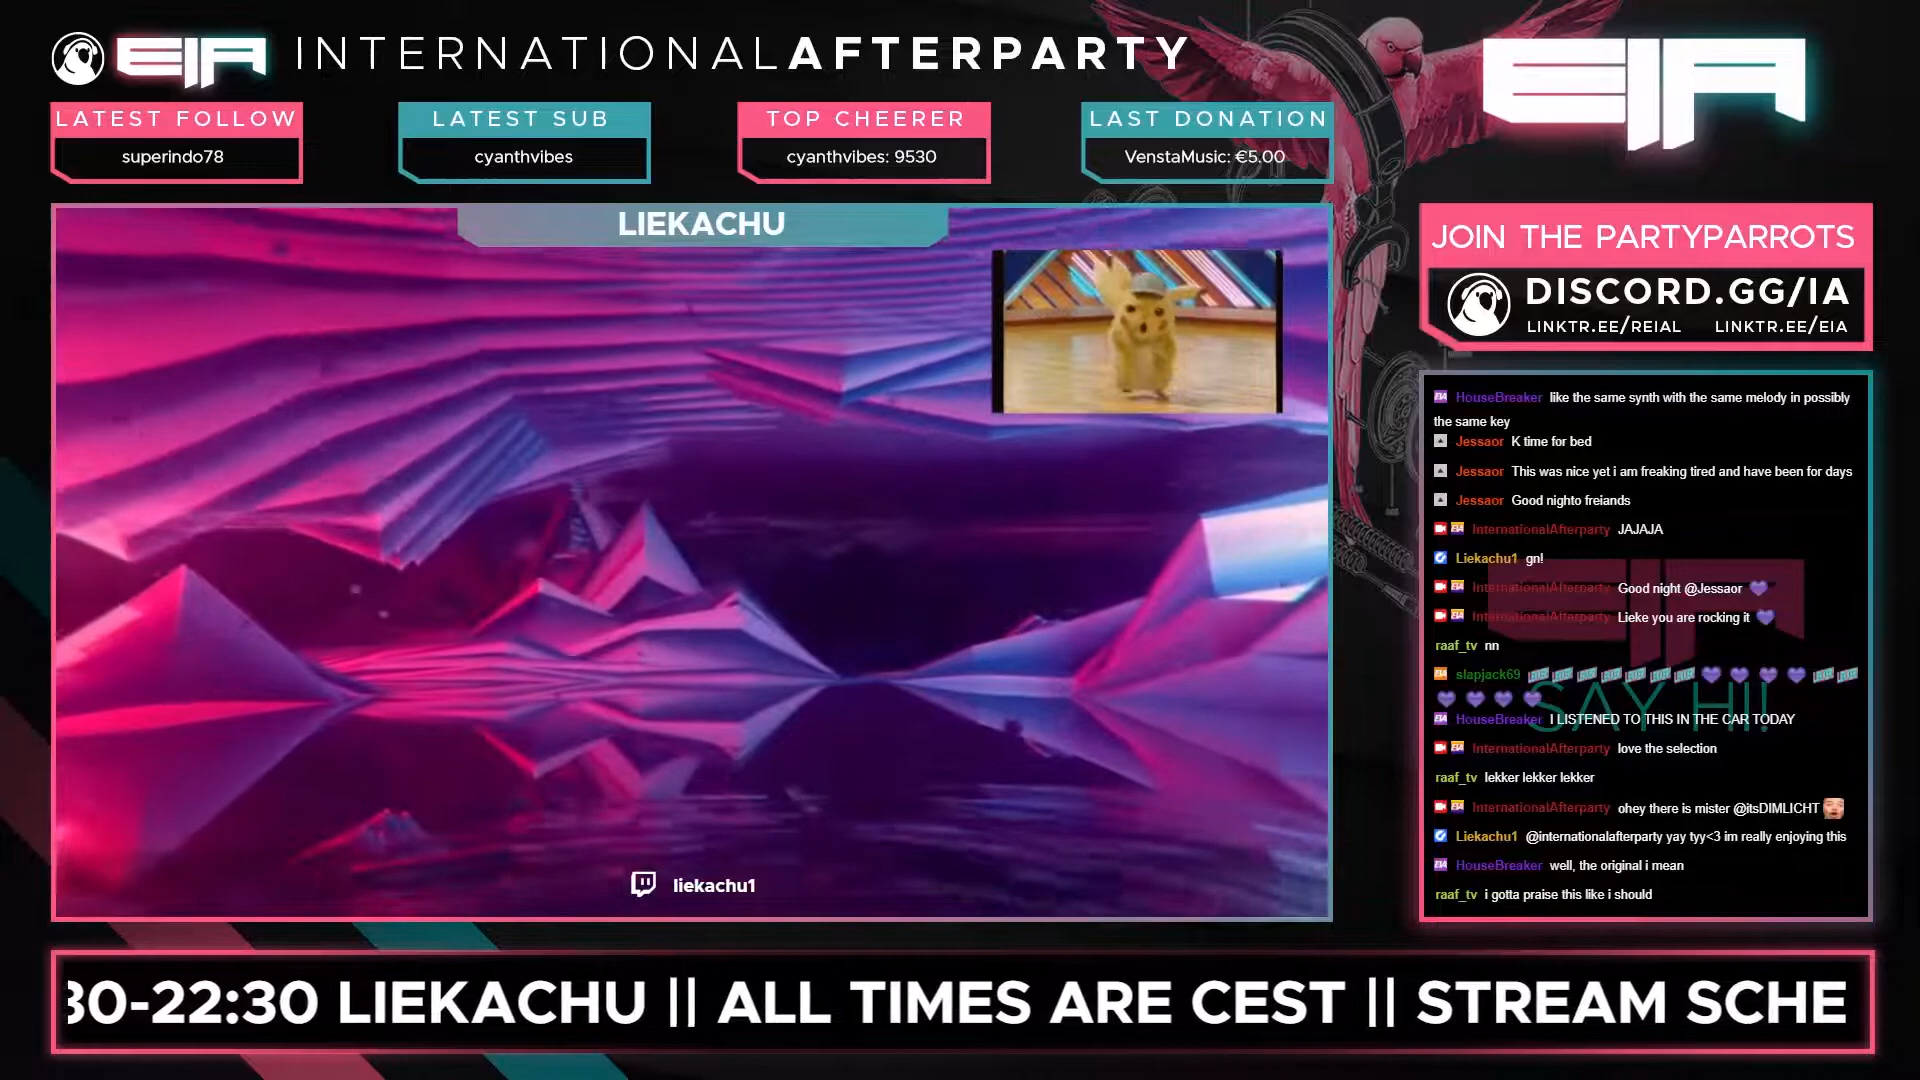 EIA INTERNATIONALAFTERPARTY
EIA
LATEST FOLLOW
superindo78
LATEST SUB
cyanthvibes
TOP CHEERER
cyanthvibes: 9530
LAST DONATION
VenstaMusic: €5.00
LIEKACHU
liekachu1
JOIN THE PARTYPARROTS
DISCORD.GG/IA
LINKTR.EE/REIAL LINKTR.EE/EIA
HouseBreaker like the same synth with the same melody in possibly
the same key
Jessaor K time for bed
Jessaor This was nice yet i am freaking tired and have been for days
Jessaor Good nighto freiands
InternationalAfterparty JAJAJA
Liekachu1 gn!
InternationalAfterparty Good night @Jessaor 💜
InternationalAfterparty Lieke you are rocking it 💜
raaf_tv nn
slapjack69
SAY HI!
HouseBreaker I LISTENED TO THIS IN THE CAR TODAY
InternationalAfterparty love the selection
raaf_tv lekker lekker lekker
InternationalAfterparty ohey there is mister @itsDIMLICHT
Liekachu1 @internationalafterparty yay tyy<3 im really enjoying this
HouseBreaker well, the original i mean
raaf_tv i gotta praise this like i should
30-22:30 LIEKACHU || ALL TIMES ARE CEST || STREAM SCHE